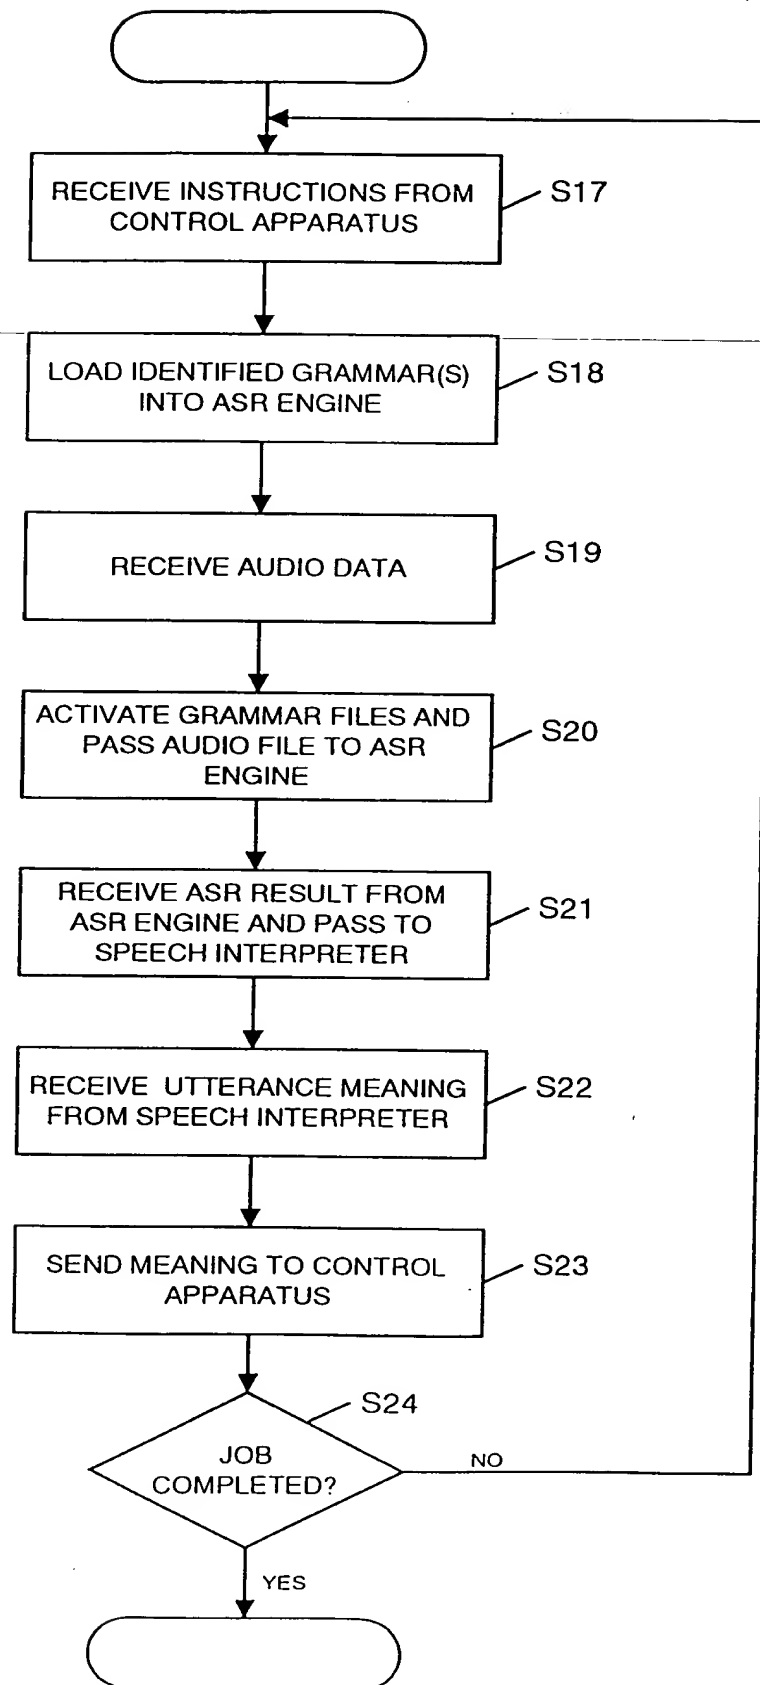 RECEIVE INSTRUCTIONS FROM
CONTROL APPARATUS
S17
LOAD IDENTIFIED GRAMMAR(S)
INTO ASR ENGINE
S18
RECEIVE AUDIO DATA
S19
ACTIVATE GRAMMAR FILES AND
PASS AUDIO FILE TO ASR
ENGINE
S20
RECEIVE ASR RESULT FROM
ASR ENGINE AND PASS TO
SPEECH INTERPRETER
S21
RECEIVE UTTERANCE MEANING
FROM SPEECH INTERPRETER
S22
SEND MEANING TO CONTROL
APPARATUS
S23
S24
JOB
COMPLETED?
NO
YES